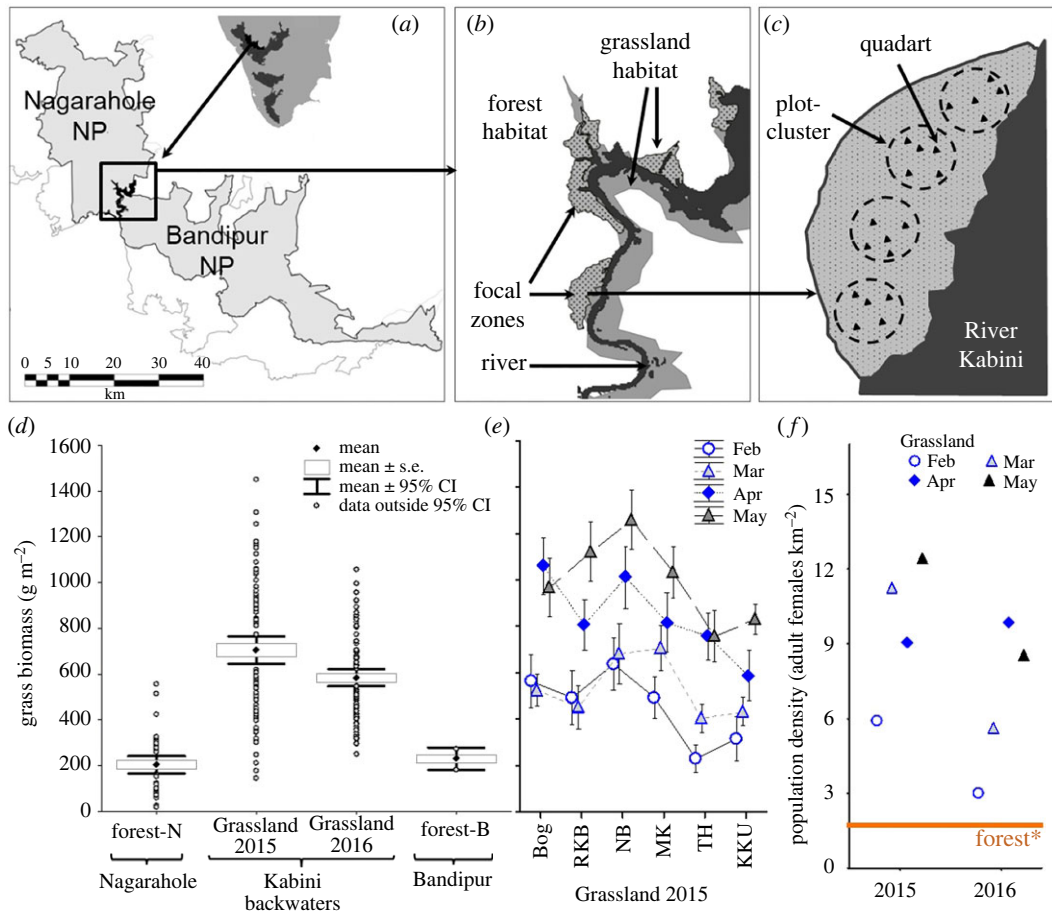 (a)
Nagarahole
NP
Bandipur
NP
0 5 10 20 30 40
km
(b)
grassland
habitat
forest
habitat
focal
zones
river
(c)
quadart
plot-
cluster
River
Kabini
(d)
mean
mean ± s.e.
mean ± 95% CI
data outside 95% CI
grass biomass (g m−2)
1600
1400
1200
1000
800
600
400
200
0
forest-N
Grassland
2015
Grassland
2016
forest-B
Nagarahole
Kabini
backwaters
Bandipur
(e)
Feb
Mar
Apr
May
Bog
RKB
NB
MK
TH
KKU
Grassland 2015
(f)
Grassland
Feb
Mar
Apr
May
population density (adult females km−2)
15
12
9
6
3
0
forest*
2015
2016